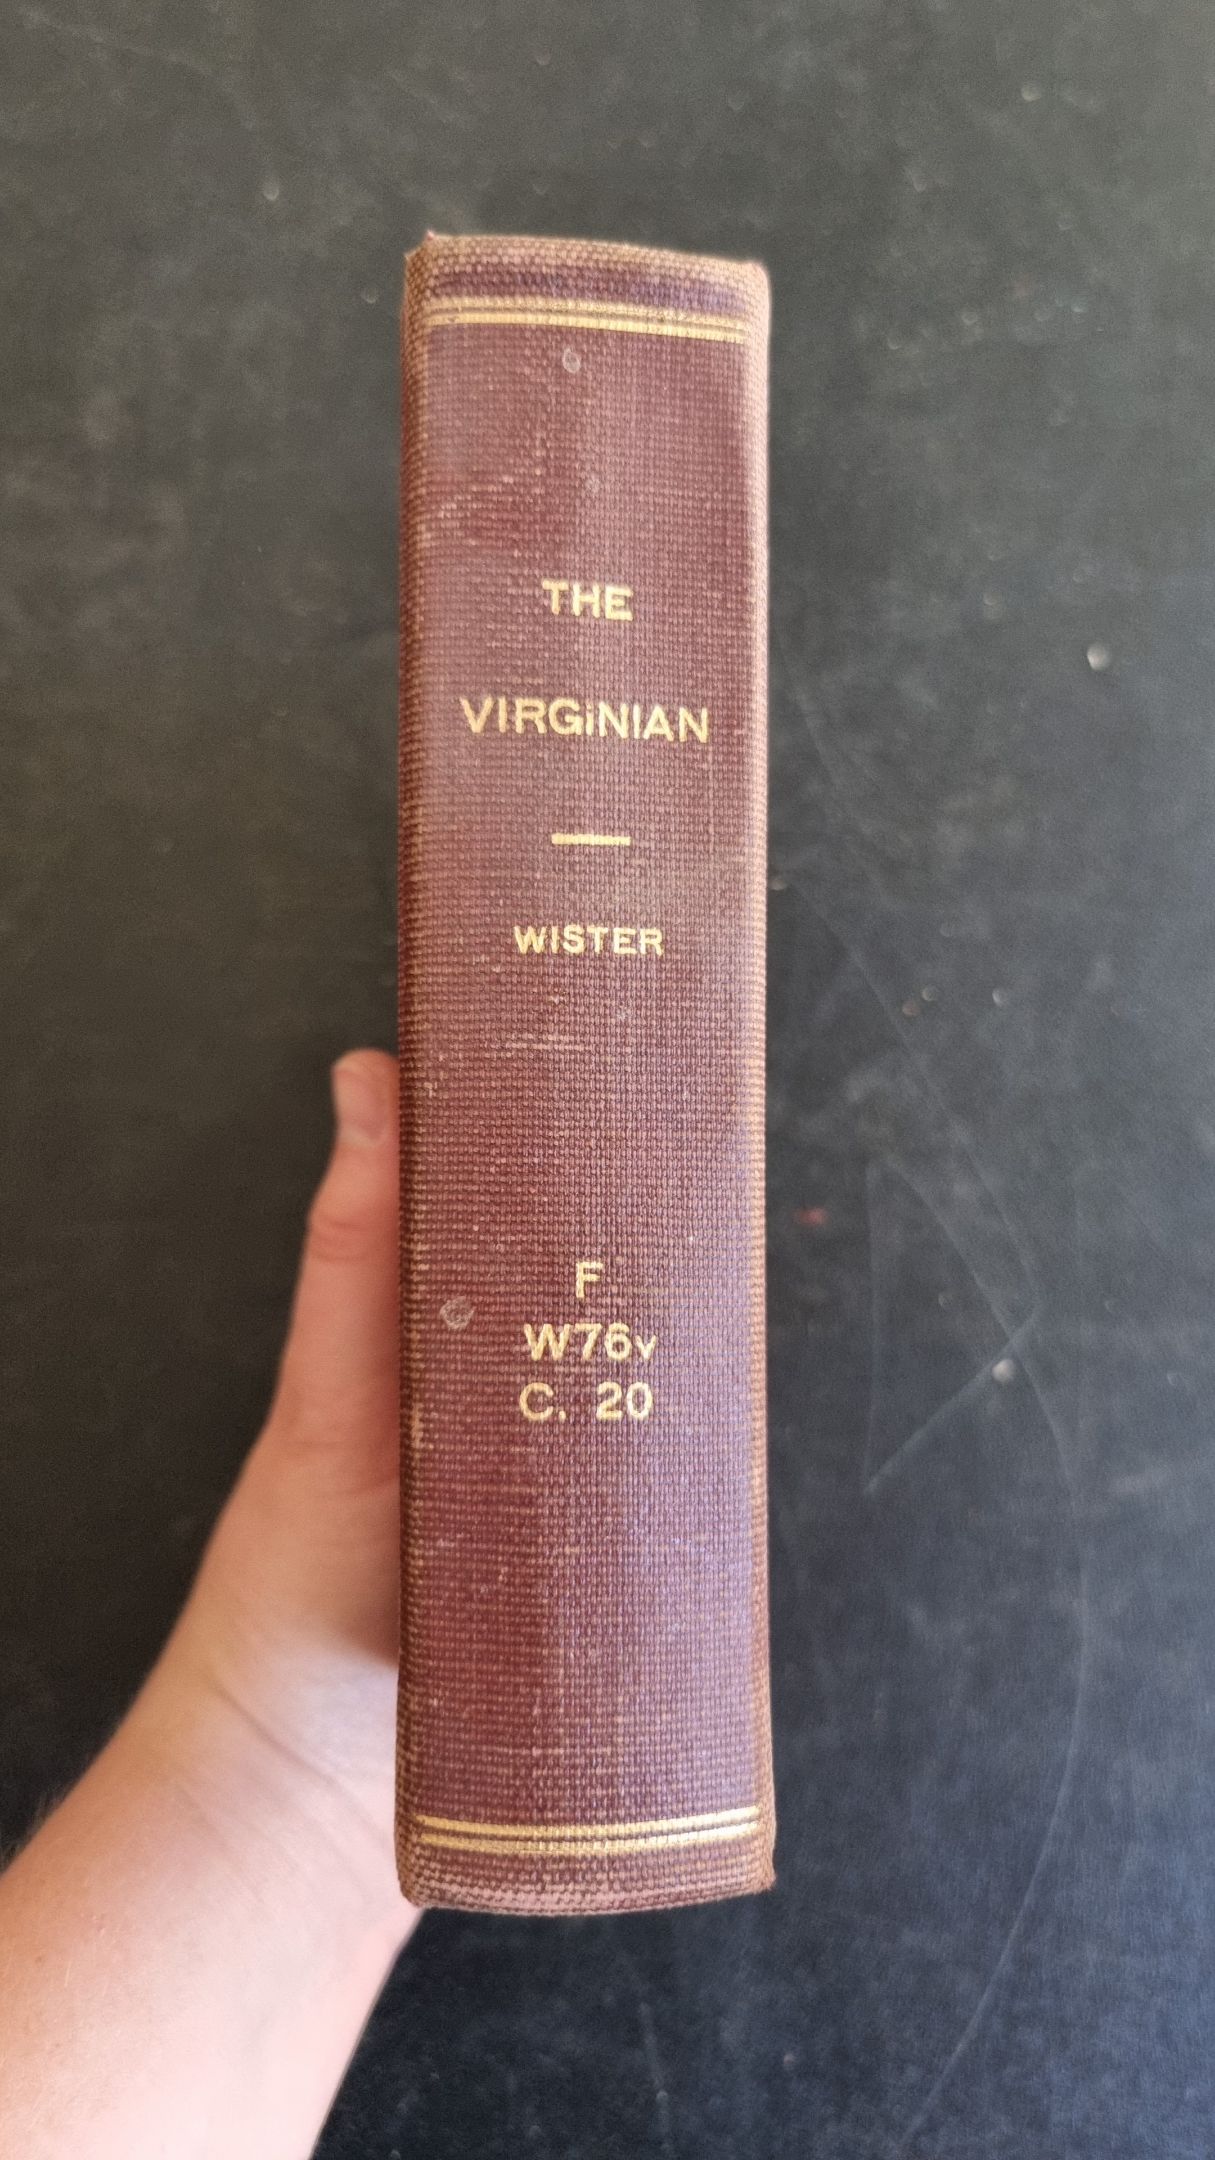 THE
VIRGiNIAN
WISTER
F
W76v
C. 20